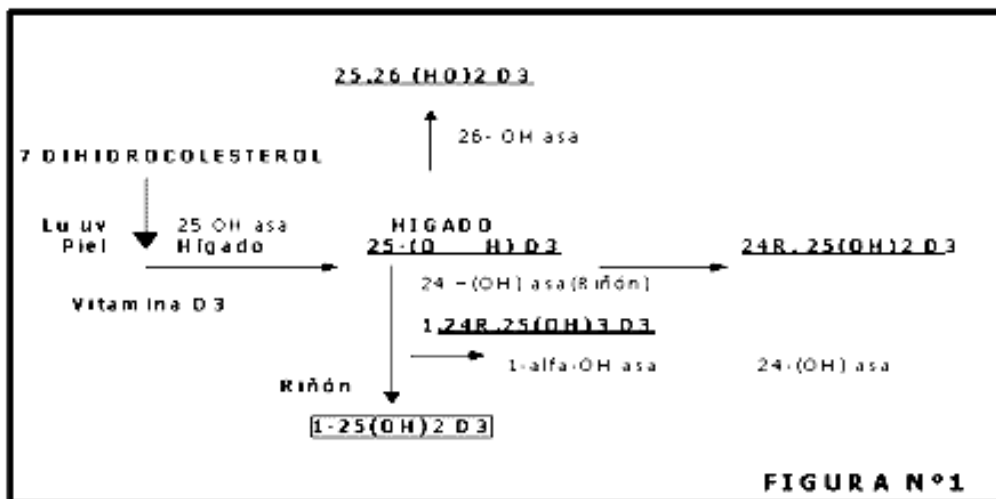 25.26 (HO)2 D3
26- OH asa
7 DIHIDROCOLESTEROL
Lu uv
Piel
25 OH asa
Hígado
HIGADO
25-(O H) D3
24R. 25(OH)2 D3
24 -(OH) asa(Riñón)
Vitamina D3
1.24R.25(OH)3 D3
1-alfa-OH asa
24-(OH) asa
Riñón
1-25(OH)2 D3
FIGURA Nº1